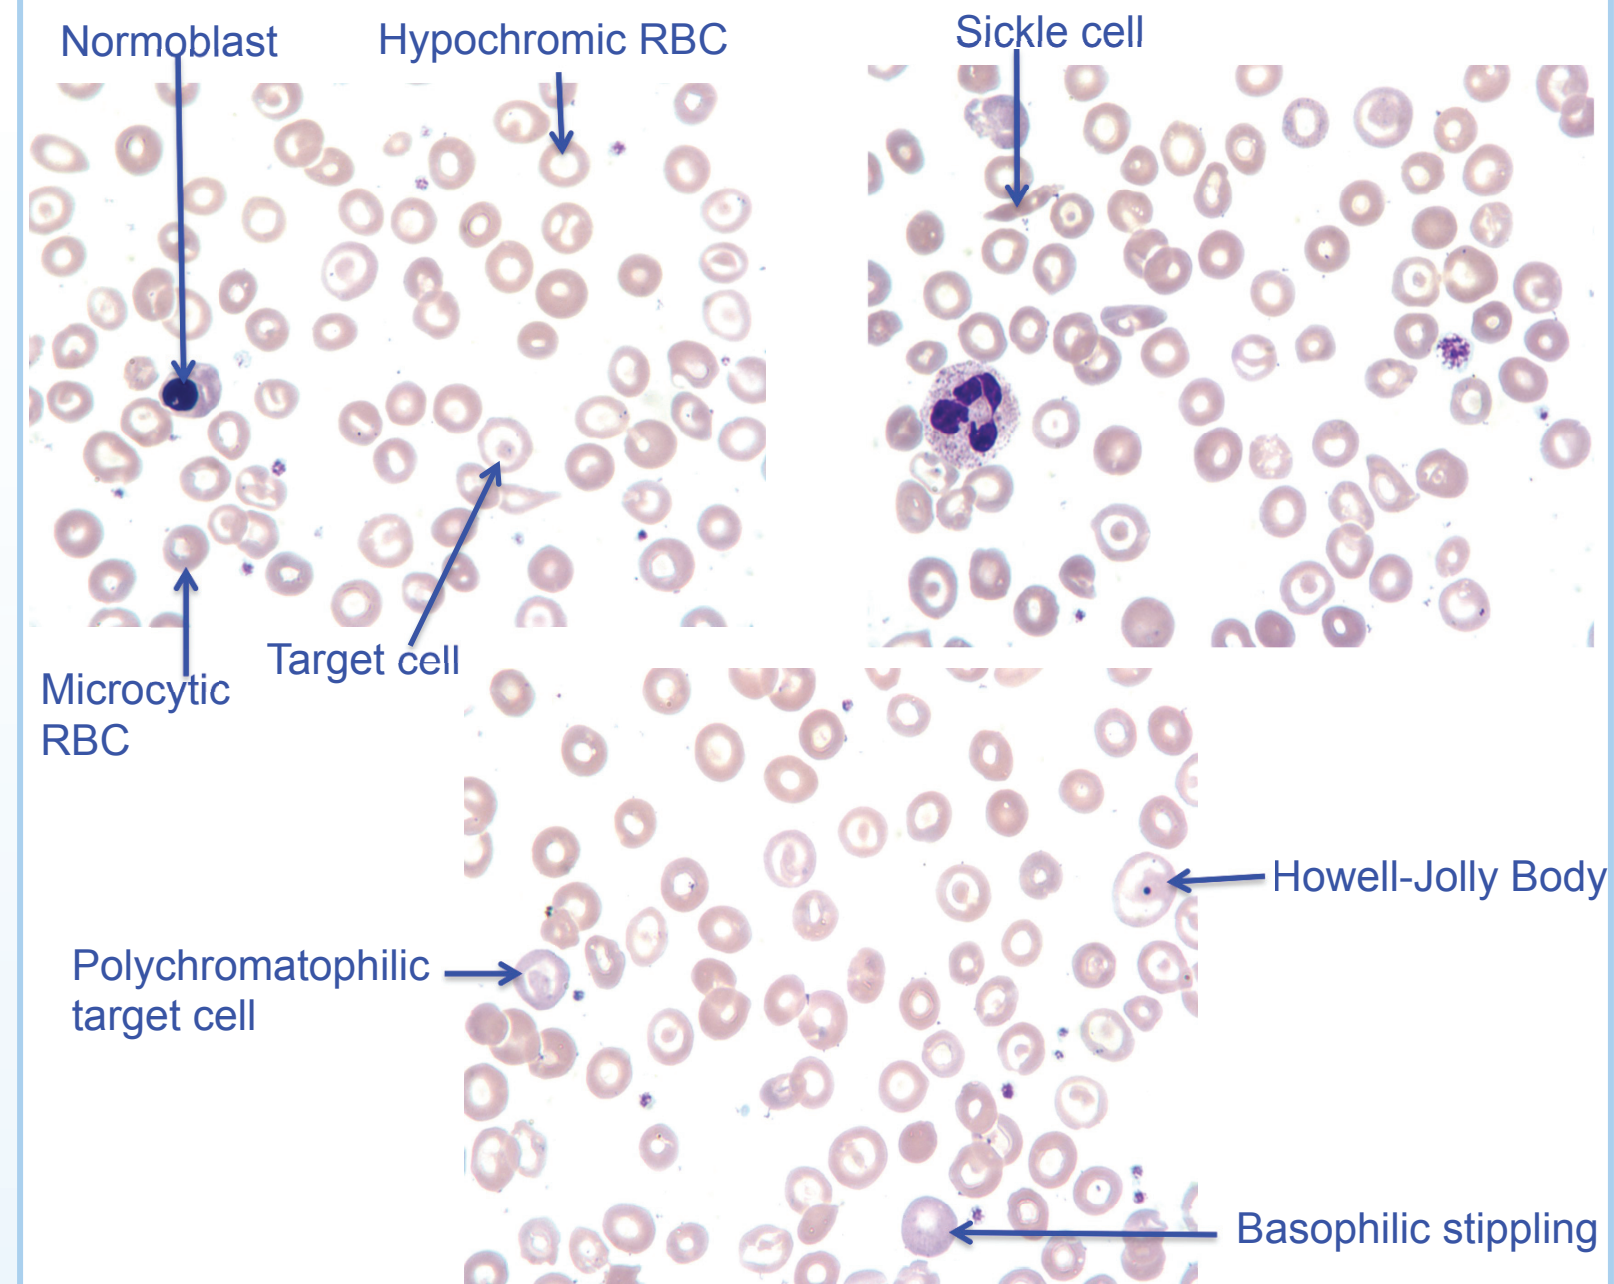 Normoblast
Hypochromic RBC
Sickle cell
Target cell
Microcytic
RBC
Howell-Jolly Body
Polychromatophilic
target cell
Basophilic stippling